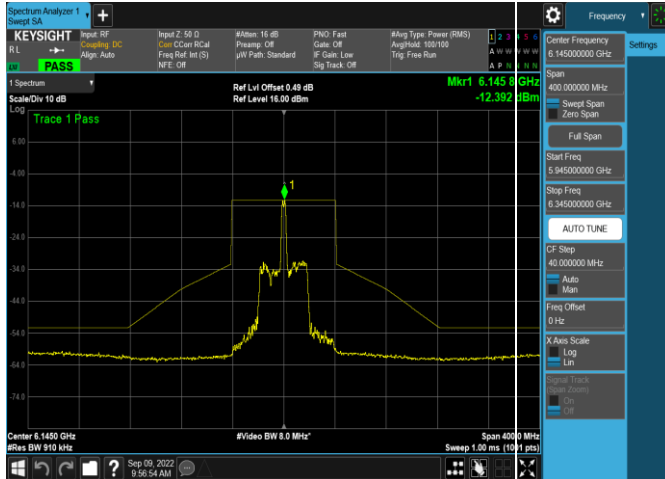 Spectrum Analyzer 1
Swept SA
+
Frequency
KEYSIGHT
R L
PASS
Input: RF
Coupling: DC
Align: Auto
Input Z: 50 Ω
Corr CCorr RCal
Freq Ref: Int (S)
NFE: Off
#Atten: 16 dB
Preamp: Off
µW Path: Standard
PNO: Fast
Gate: Off
IF Gain: Low
Sig Track: Off
#Avg Type: Power (RMS)
Avg|Hold: 100/100
Trig: Free Run
1 2 3 4 5 6
A W W W W W
A P N N N N
1 Spectrum
Scale/Div 10 dB
Log
Ref Lvl Offset 0.49 dB
Ref Level 16.00 dBm
Mkr1 6.145 8 GHz
-12.392 dBm
Trace 1 Pass
1
6.00
-4.00
-14.0
-24.0
-34.0
-44.0
-54.0
-64.0
-74.0
Center 6.1450 GHz
#Res BW 910 kHz
#Video BW 8.0 MHz*
Span 400.0 MHz
Sweep 1.00 ms (1001 pts)
Sep 09, 2022
9:56:54 AM
?
Settings
Center Frequency
6.145000000 GHz
Span
400.000000 MHz
Swept Span
Zero Span
Full Span
Start Freq
5.945000000 GHz
Stop Freq
6.345000000 GHz
AUTO TUNE
CF Step
40.000000 MHz
Auto
Man
Freq Offset
0 Hz
X Axis Scale
Log
Lin
Signal Track
(Span Zoom)
On
Off